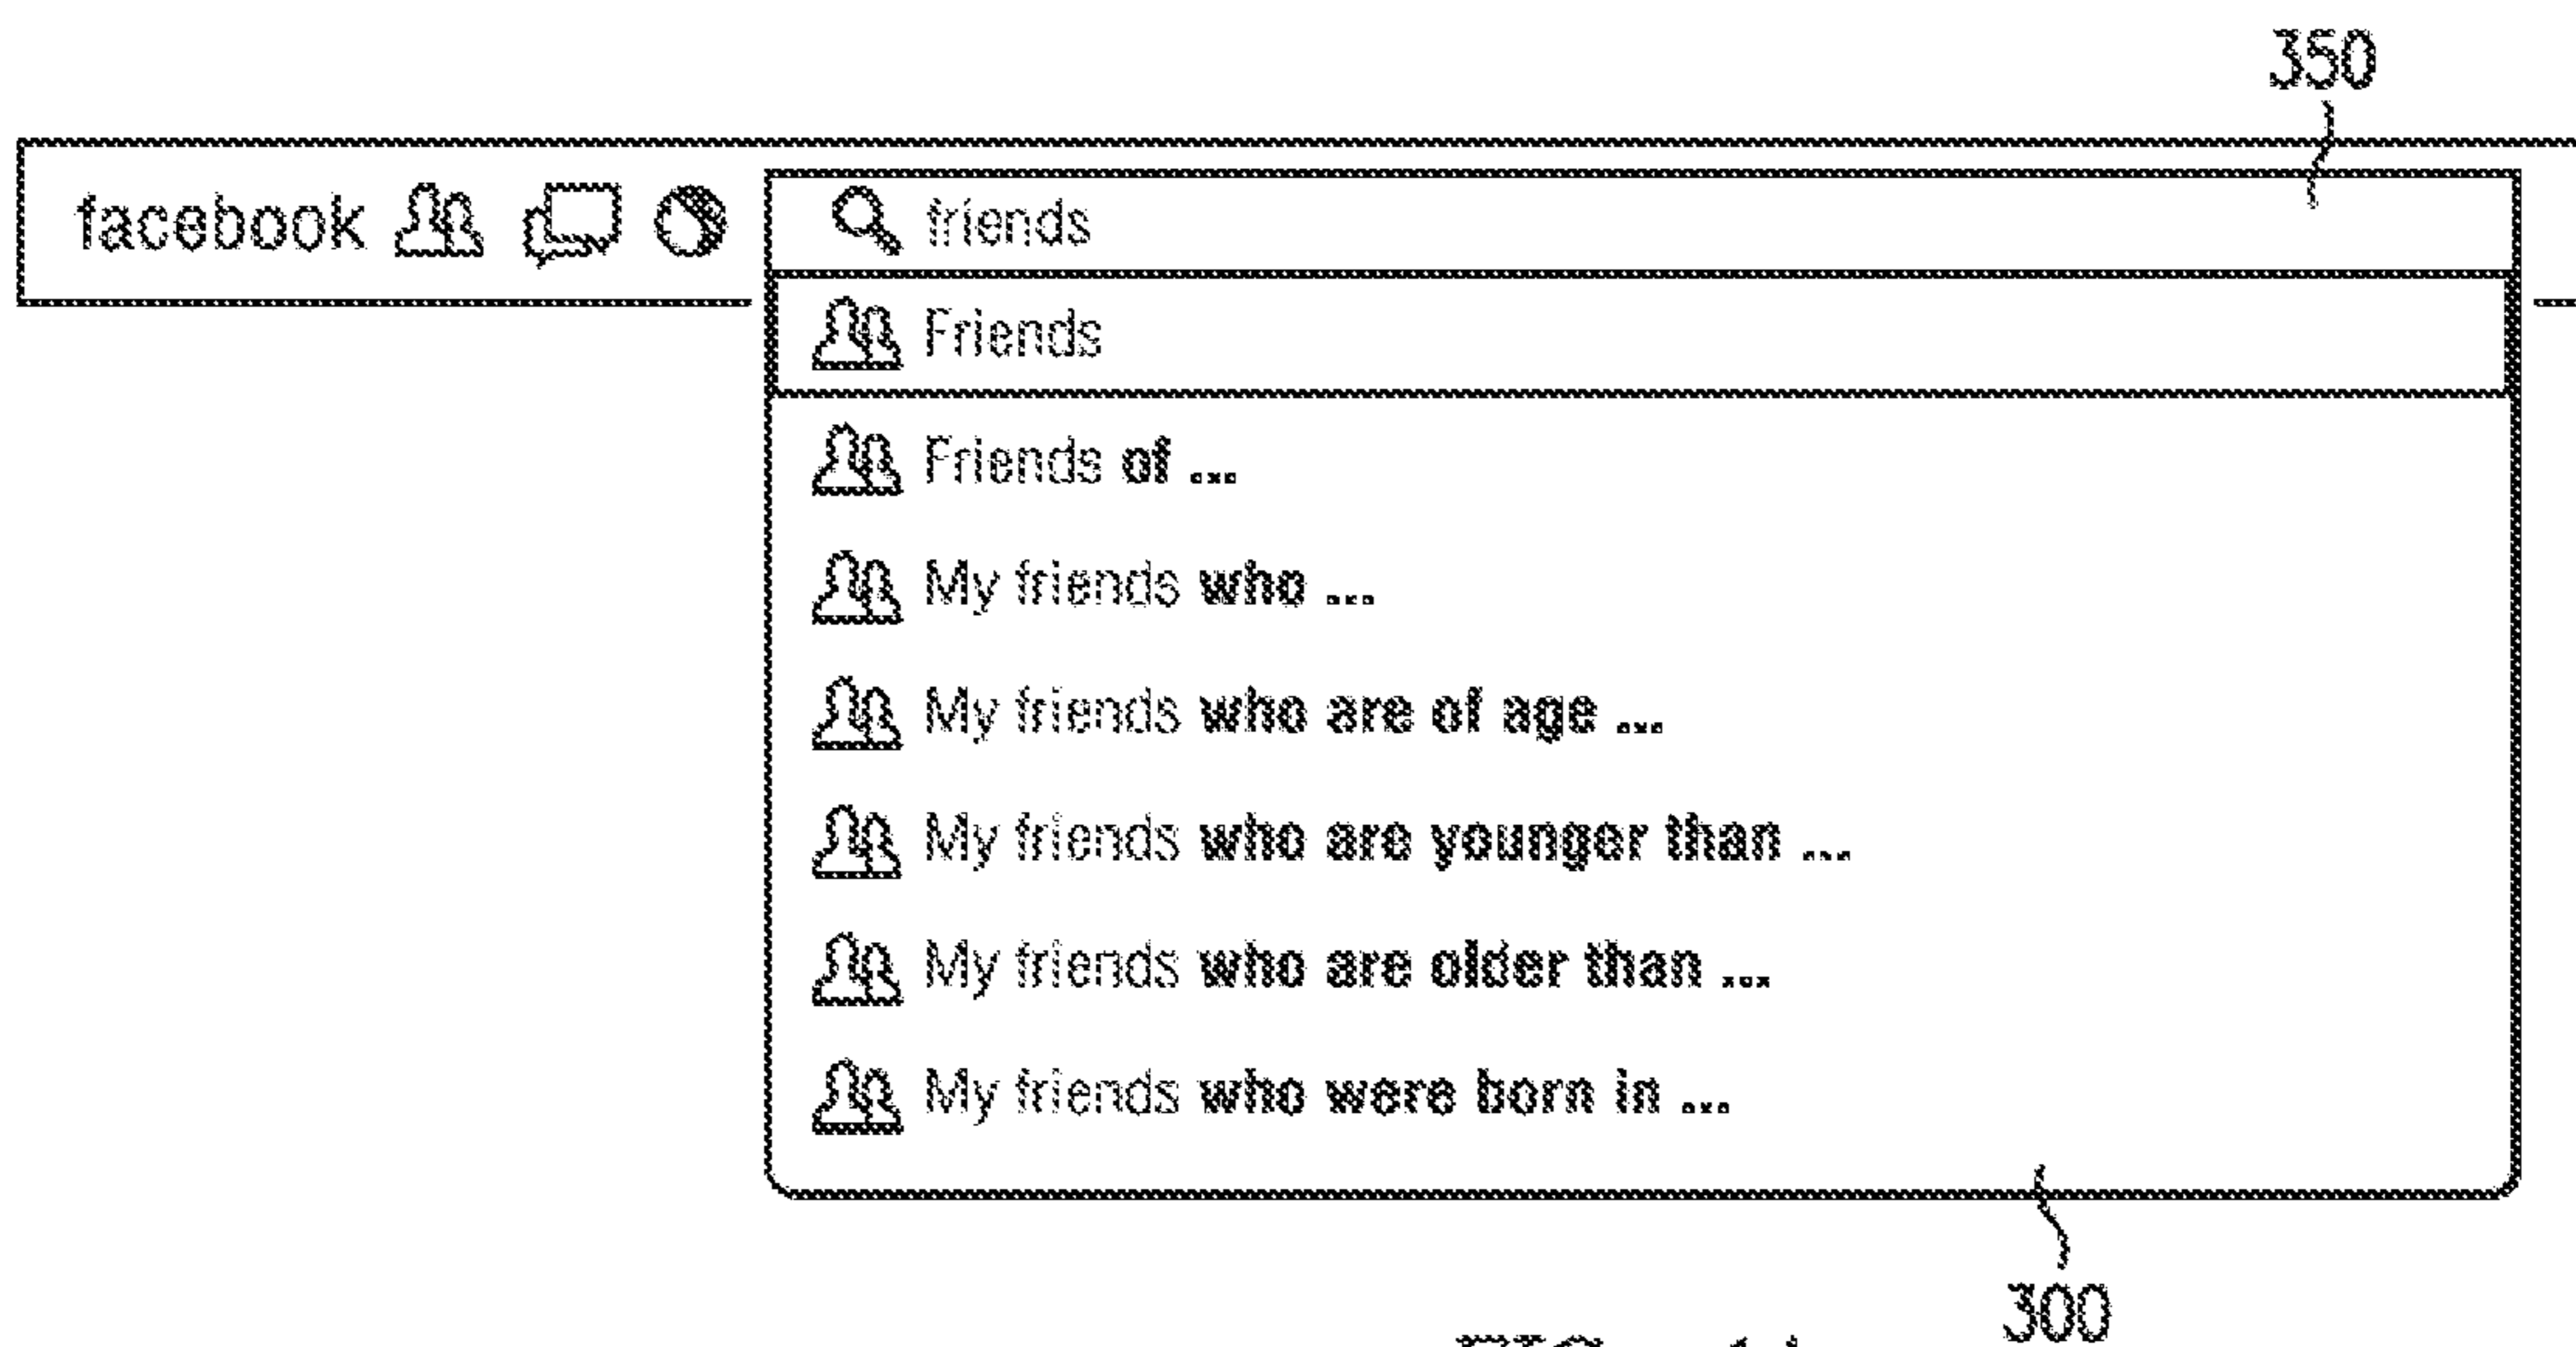 350
facebook friends
Friends
Friends of ...
My friends who ...
My friends who are of age ...
My friends who are younger than ...
My friends who are older than ...
My friends who were born in ...
300